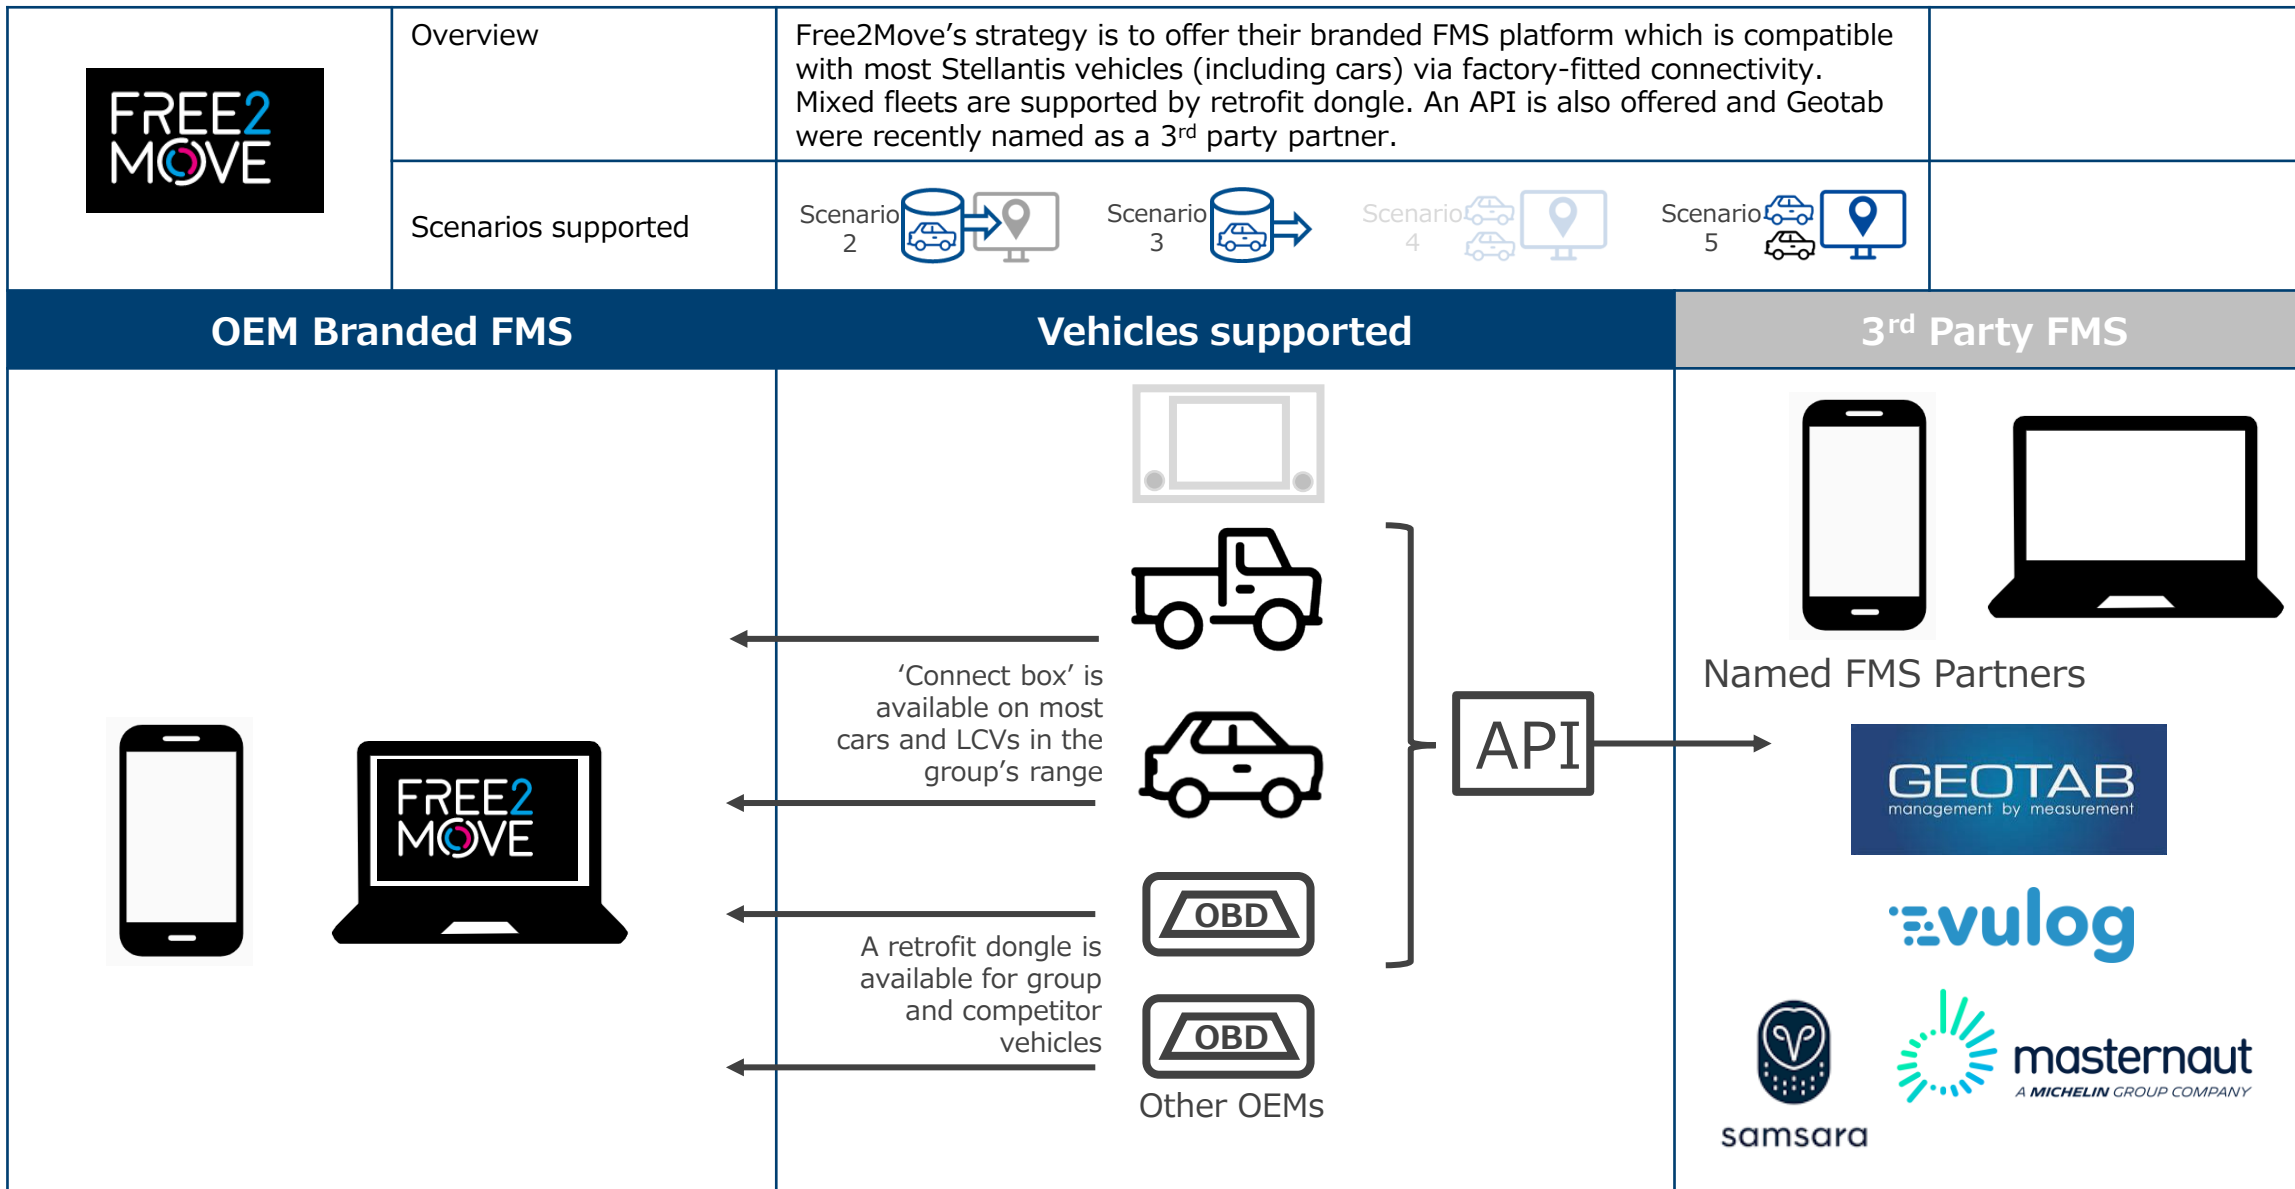 FREE2
MOVE
Overview
Free2Move’s strategy is to offer their branded FMS platform which is compatible
with most Stellantis vehicles (including cars) via factory-fitted connectivity.
Mixed fleets are supported by retrofit dongle. An API is also offered and Geotab
were recently named as a 3rd party partner.
Scenarios supported
Scenario
2
Scenario
3
Scenario
4
Scenario
5
OEM Branded FMS
Vehicles supported
3rd Party FMS
FREE2
MOVE
‘Connect box’ is
available on most
cars and LCVs in the
group’s range
OBD
A retrofit dongle is
available for group
and competitor
vehicles
OBD
Other OEMs
API
Named FMS Partners
GEOTAB
management by measurement
vulog
samsara
masternaut
A MICHELIN GROUP COMPANY